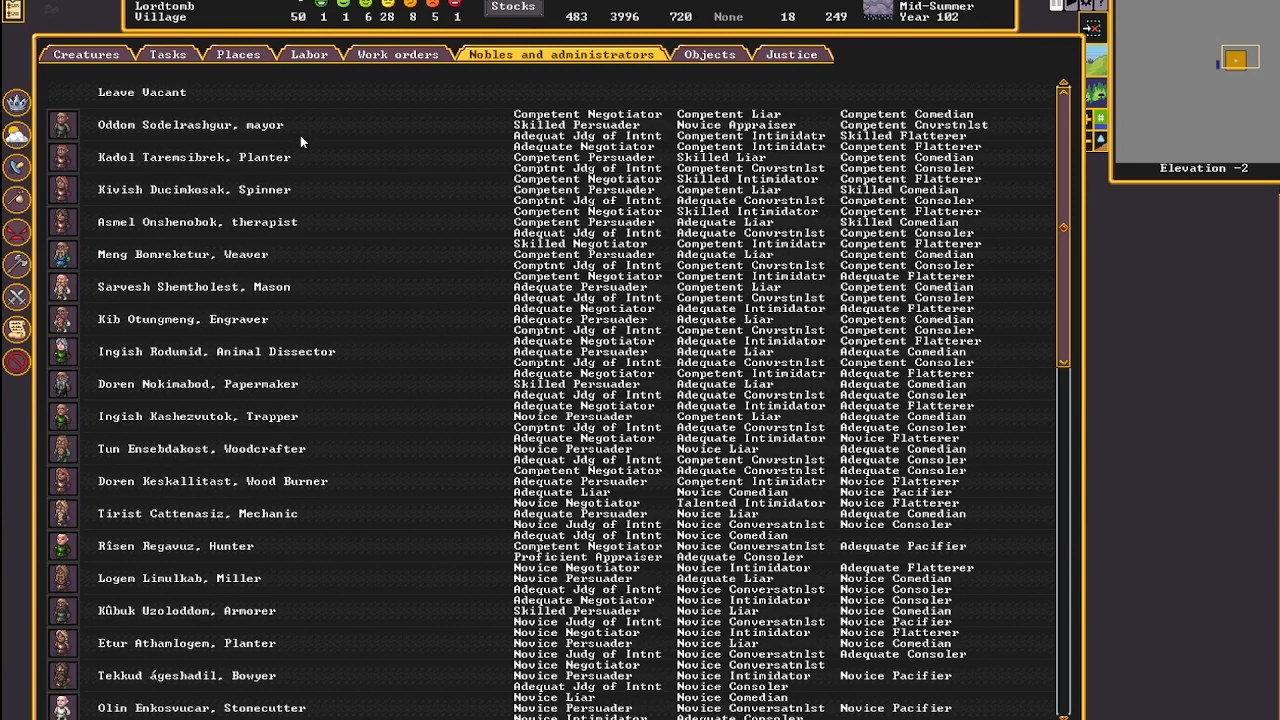 Lordtomb
Village
50 1 1 6 28 8 5 1
Stocks
483 3996 720 None 18 249
Mid-Summer
Year 102
Creatures Tasks Places Labor Work orders Nobles and administrators Objects Justice
Leave Vacant
Competent Negotiator Competent Liar Competent Comedian
Oddom Sodelrashgur, mayor Skilled Persuader Novice Appraiser Competent Cnvrstnlst
Adequat Jdg of Intnt Competent Intimidatr Skilled Flatterer
Adequate Negotiator Competent Intimidatr Competent Flatterer
Kadol Taremsibrek, Planter Competent Persuader Skilled Liar Competent Comedian
Comptnt Jdg of Intnt Competent Cnvrstnlst Competent Consoler
Competent Negotiator Skilled Intimidator Competent Flatterer
Kivish Ducimkosak, Spinner Competent Persuader Competent Liar Skilled Comedian
Comptnt Jdg of Intnt Adequate Cnvrstnlst Competent Consoler
Competent Negotiator Skilled Intimidator Competent Flatterer
Asmel Onshenobok, therapist Competent Persuader Adequate Liar Skilled Comedian
Adequat Jdg of Intnt Adequate Cnvrstnlst Competent Consoler
Skilled Negotiator Competent Intimidatr Competent Flatterer
Meng Bomreketur, Weaver Competent Persuader Adequate Liar Competent Comedian
Comptnt Jdg of Intnt Competent Cnvrstnlst Competent Consoler
Competent Negotiator Competent Intimidatr Adequate Flatterer
Sarvesh Shemtholest, Mason Adequate Persuader Competent Liar Competent Comedian
Adequat Jdg of Intnt Competent Cnvrstnlst Competent Consoler
Adequate Negotiator Adequate Intimidator Adequate Flatterer
Kib Otungmeng, Engraver Adequate Persuader Adequate Liar Competent Comedian
Comptnt Jdg of Intnt Competent Cnvrstnlst Competent Consoler
Adequate Negotiator Adequate Intimidator Competent Flatterer
Ingish Rodumid, Animal Dissector Adequate Persuader Adequate Liar Adequate Comedian
Comptnt Jdg of Intnt Adequate Cnvrstnlst Competent Consoler
Adequate Negotiator Adequate Intimidator Adequate Flatterer
Doren Nokimabod, Papermaker Skilled Persuader Adequate Liar Adequate Comedian
Adequat Jdg of Intnt Adequate Cnvrstnlst Adequate Consoler
Adequate Negotiator Adequate Intimidator Adequate Flatterer
Ingish Kashezvutok, Trapper Novice Persuader Competent Liar Adequate Comedian
Comptnt Jdg of Intnt Adequate Cnvrstnlst Adequate Consoler
Adequate Negotiator Adequate Intimidator Novice Flatterer
Tun Ensebdakost, Woodcrafter Novice Persuader Novice Liar Adequate Comedian
Adequat Jdg of Intnt Adequate Cnvrstnlst Adequate Consoler
Competent Negotiator Adequate Cnvrstnlst Adequate Consoler
Doren Keskallitast, Wood Burner Adequate Persuader Competent Intimidatr Novice Flatterer
Adequate Liar Novice Comedian Novice Pacifier
Novice Negotiator Talented Intimidator Novice Flatterer
Tirist Cattenasiz, Mechanic Adequate Persuader Novice Liar Adequate Comedian
Novice Judg of Intnt Novice Conversatnlst Novice Consoler
Adequat Jdg of Intnt Novice Comedian
Rîsen Regavuz, Hunter Competent Negotiator Novice Conversatnlst Adequate Pacifier
Proficient Appraiser Adequate Consoler
Novice Negotiator Novice Intimidator Adequate Flatterer
Logem Limulkab, Miller Novice Persuader Adequate Liar Novice Comedian
Adequat Jdg of Intnt Novice Conversatnlst Novice Consoler
Adequate Negotiator Novice Intimidator Novice Consoler
Kûbuk Uzoloddom, Armorer Skilled Persuader Novice Liar Novice Comedian
Novice Judg of Intnt Novice Conversatnlst Novice Pacifier
Novice Negotiator Novice Intimidator Novice Flatterer
Etur Athamlogem, Planter Novice Persuader Novice Liar Novice Comedian
Novice Judg of Intnt Novice Conversatnlst Adequate Consoler
Novice Negotiator Novice Conversatnlst
Tekkud ágeshadil, Bowyer Novice Persuader Novice Intimidator Novice Pacifier
Adequat Jdg of Intnt Novice Consoler
Novice Liar Novice Comedian
Olin Enkosvucar, Stonecutter Novice Persuader Novice Conversatnlst Novice Pacifier
Novice Intimidator Adequate Consoler
Elevation -2